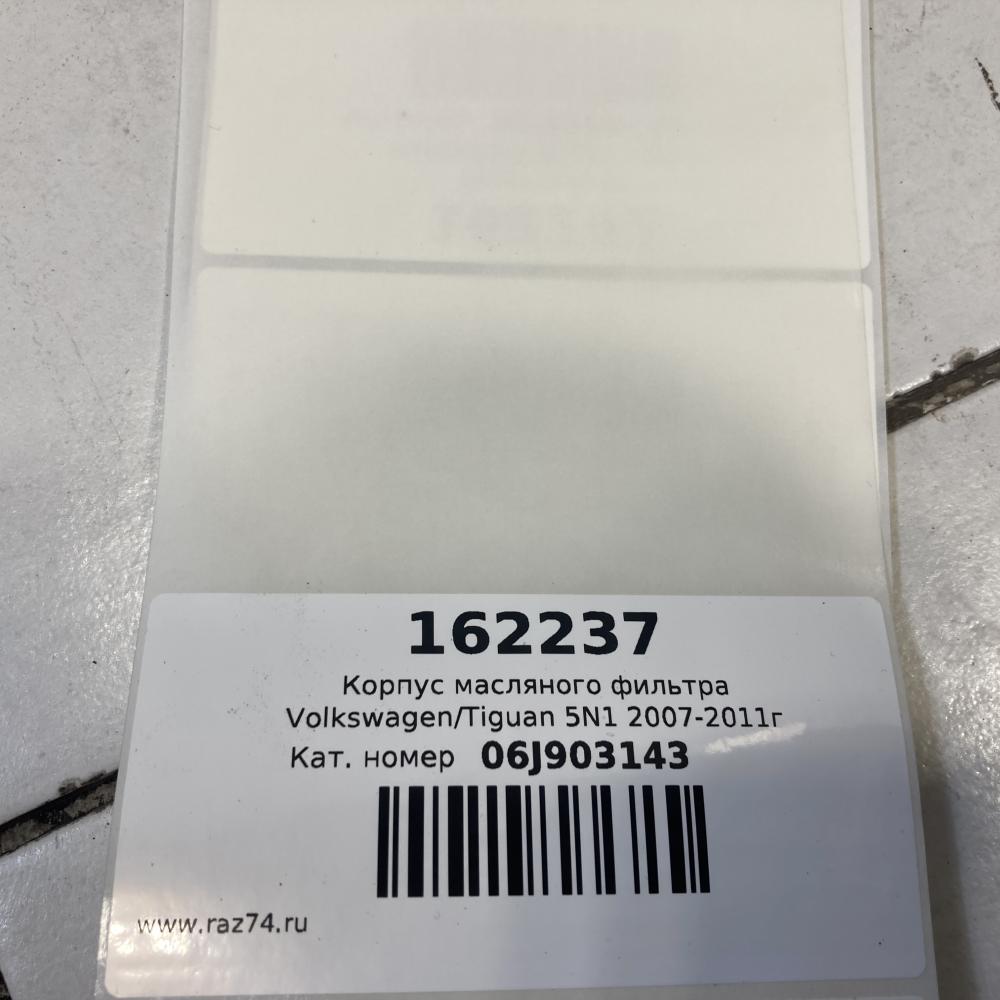 162237
Корпус масляного фильтра
Volkswagen/Tiguan 5N1 2007-2011г
Кат. номер 06J903143
www.raz74.ru